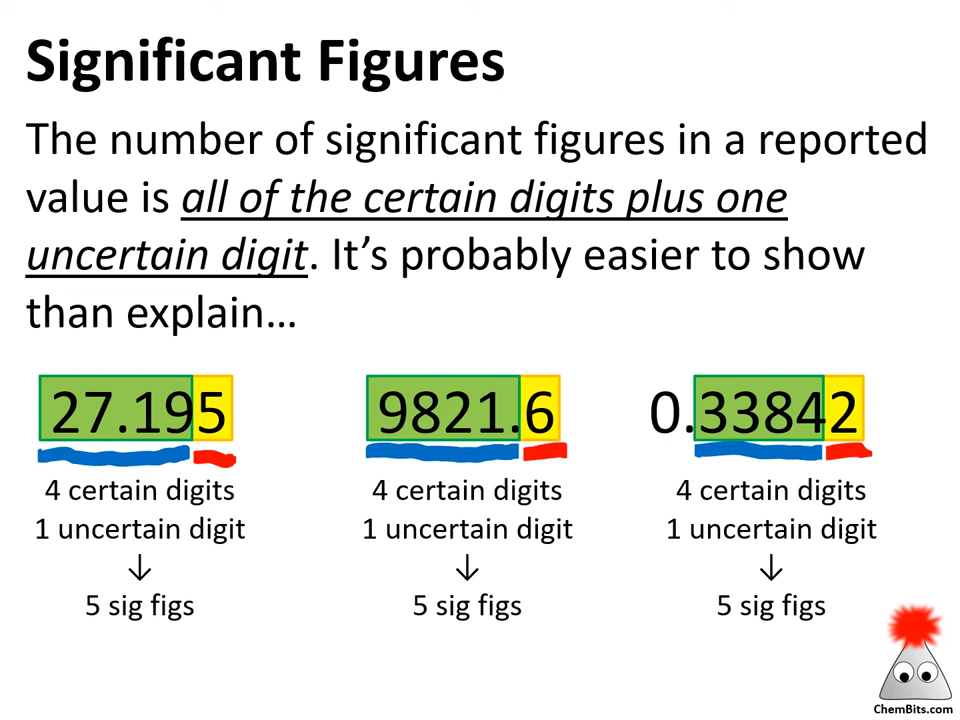 Significant Figures
The number of significant figures in a reported
value is all of the certain digits plus one
uncertain digit. It’s probably easier to show
than explain…
27.195 9821.6 0.33842
4 certain digits 4 certain digits 4 certain digits
1 uncertain digit 1 uncertain digit 1 uncertain digit
↓ ↓ ↓
5 sig figs 5 sig figs 5 sig figs
ChemBits.com